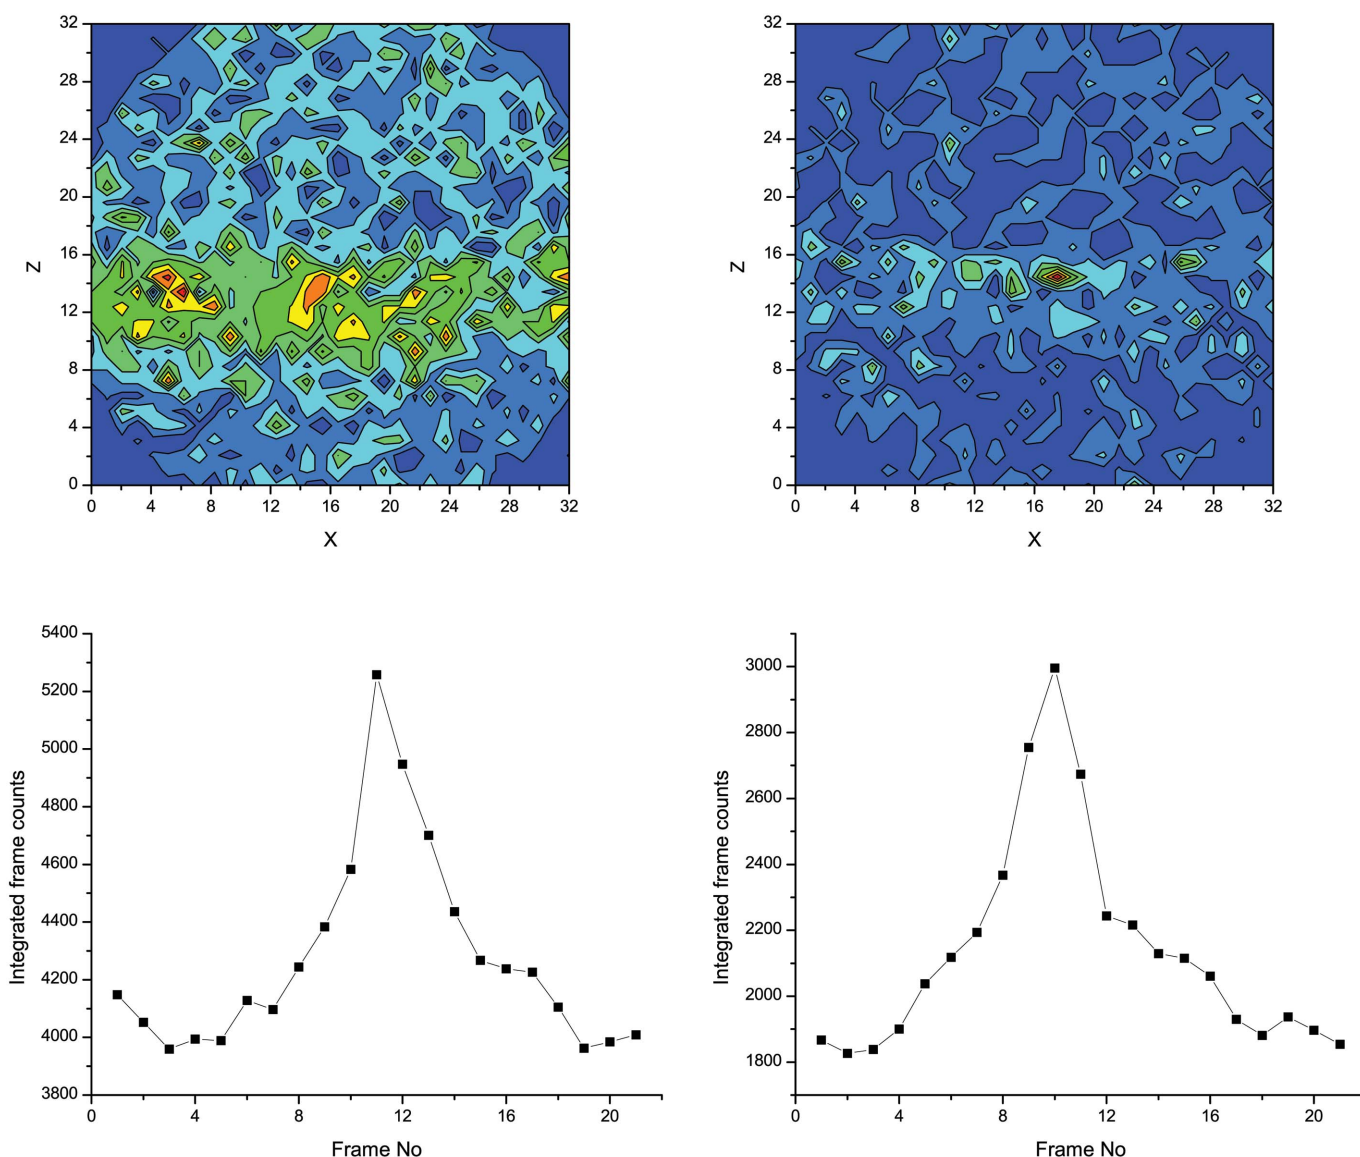 32
28
24
20
16
12
8
4
0
Z
0 4 8 12 16 20 24 28 32
X
32
28
24
20
16
12
8
4
0
Z
0 4 8 12 16 20 24 28 32
X
5400
5200
5000
4800
4600
4400
4200
4000
3800
Integrated frame counts
0 4 8 12 16 20
Frame No
3000
2800
2600
2400
2200
2000
1800
Integrated frame counts
0 4 8 12 16 20
Frame No